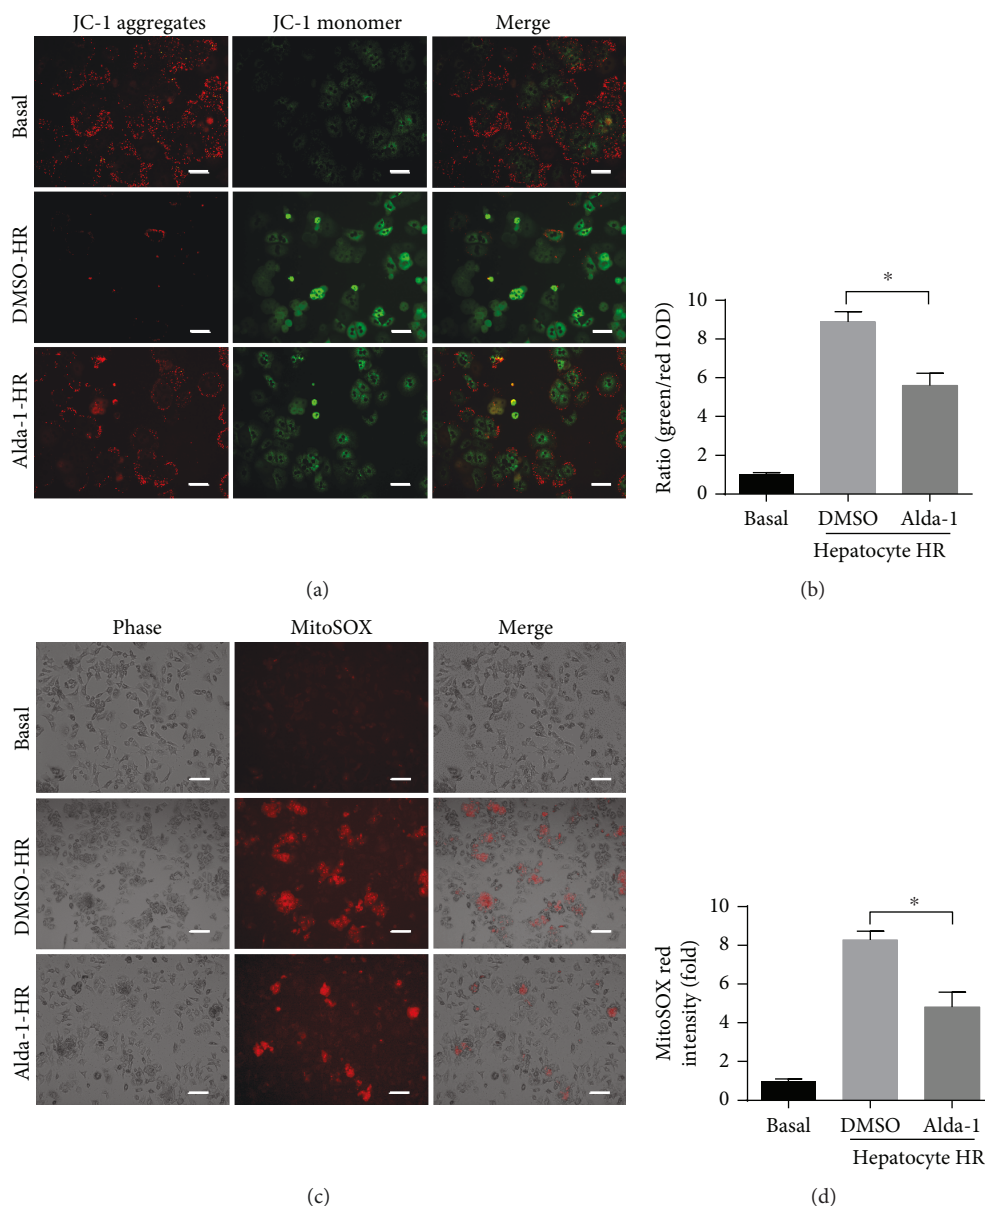 JC-1 aggregates
JC-1 monomer
Merge
Basal
DMSO-HR
Alda-1-HR
(a)
Ratio (green/red IOD)
10
8
6
4
2
0
*
Basal
DMSO
Alda-1
Hepatocyte HR
(b)
Phase
MitoSOX
Merge
Basal
DMSO-HR
Alda-1-HR
(c)
MitoSOX red
intensity (fold)
10
8
6
4
2
0
*
Basal
DMSO
Alda-1
Hepatocyte HR
(d)